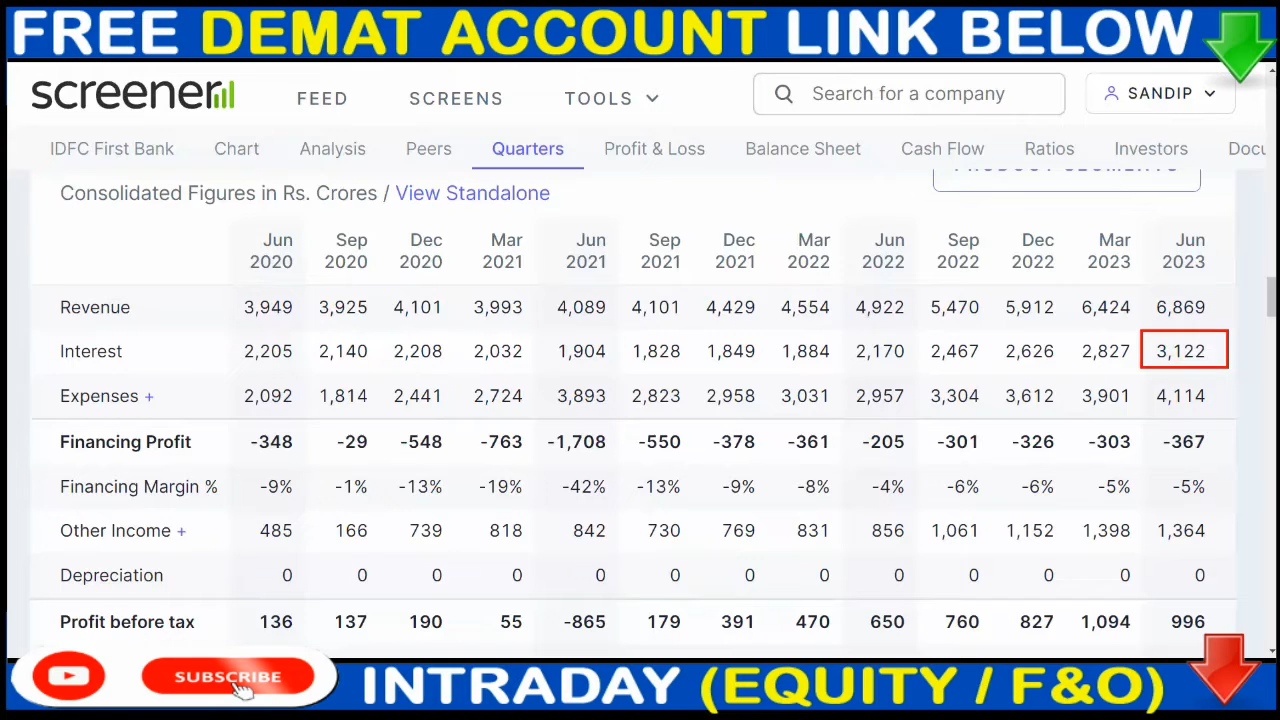 FREE DEMAT ACCOUNT LINK BELOW
screener FEED SCREENS TOOLS Search for a company SANDIP
IDFC First Bank Chart Analysis Peers Quarters Profit & Loss Balance Sheet Cash Flow Ratios Investors Docu
PRODUCT SEGMENTS
Consolidated Figures in Rs. Crores / View Standalone
Jun Sep Dec Mar Jun Sep Dec Mar Jun Sep Dec Mar Jun
2020 2020 2020 2021 2021 2021 2021 2022 2022 2022 2022 2023 2023
Revenue 3,949 3,925 4,101 3,993 4,089 4,101 4,429 4,554 4,922 5,470 5,912 6,424 6,869
Interest 2,205 2,140 2,208 2,032 1,904 1,828 1,849 1,884 2,170 2,467 2,626 2,827 3,122
Expenses + 2,092 1,814 2,441 2,724 3,893 2,823 2,958 3,031 2,957 3,304 3,612 3,901 4,114
Financing Profit -348 -29 -548 -763 -1,708 -550 -378 -361 -205 -301 -326 -303 -367
Financing Margin % -9% -1% -13% -19% -42% -13% -9% -8% -4% -6% -6% -5% -5%
Other Income + 485 166 739 818 842 730 769 831 856 1,061 1,152 1,398 1,364
Depreciation 0 0 0 0 0 0 0 0 0 0 0 0 0
Profit before tax 136 137 190 55 -865 179 391 470 650 760 827 1,094 996
SUBSCRIBE
INTRADAY (EQUITY / F&O)